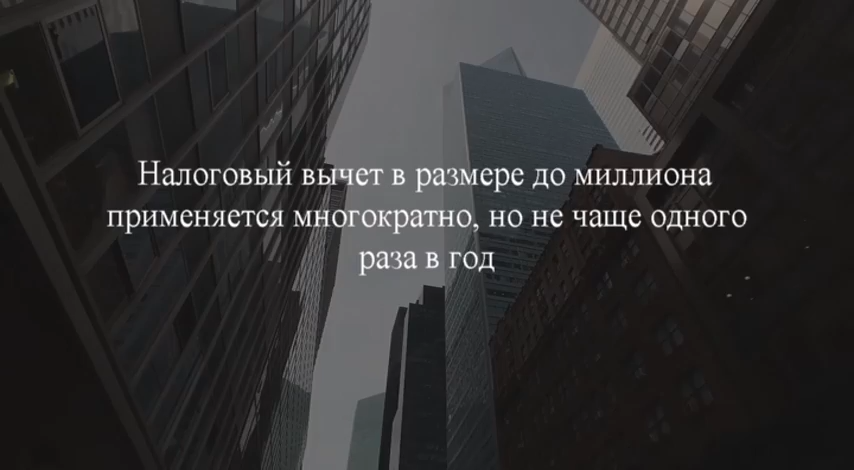 Налоговый вычет в размере до миллиона
применяется многократно, но не чаще одного
раза в год